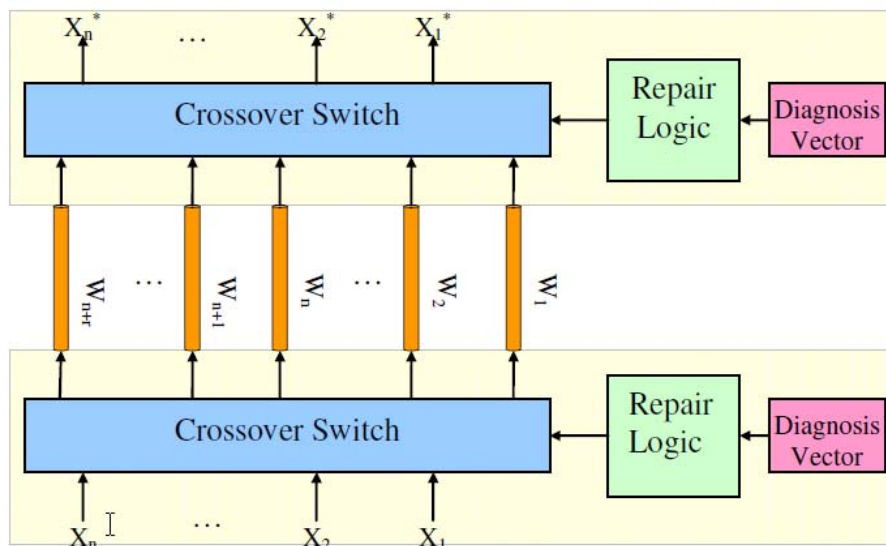 Xn* ... X2* X1*
Crossover Switch
Repair
Logic
Diagnosis
Vector
Wn+r ... Wn+1 Wn ... W2 W1
Crossover Switch
Repair
Logic
Diagnosis
Vector
Xn ... X2 X1